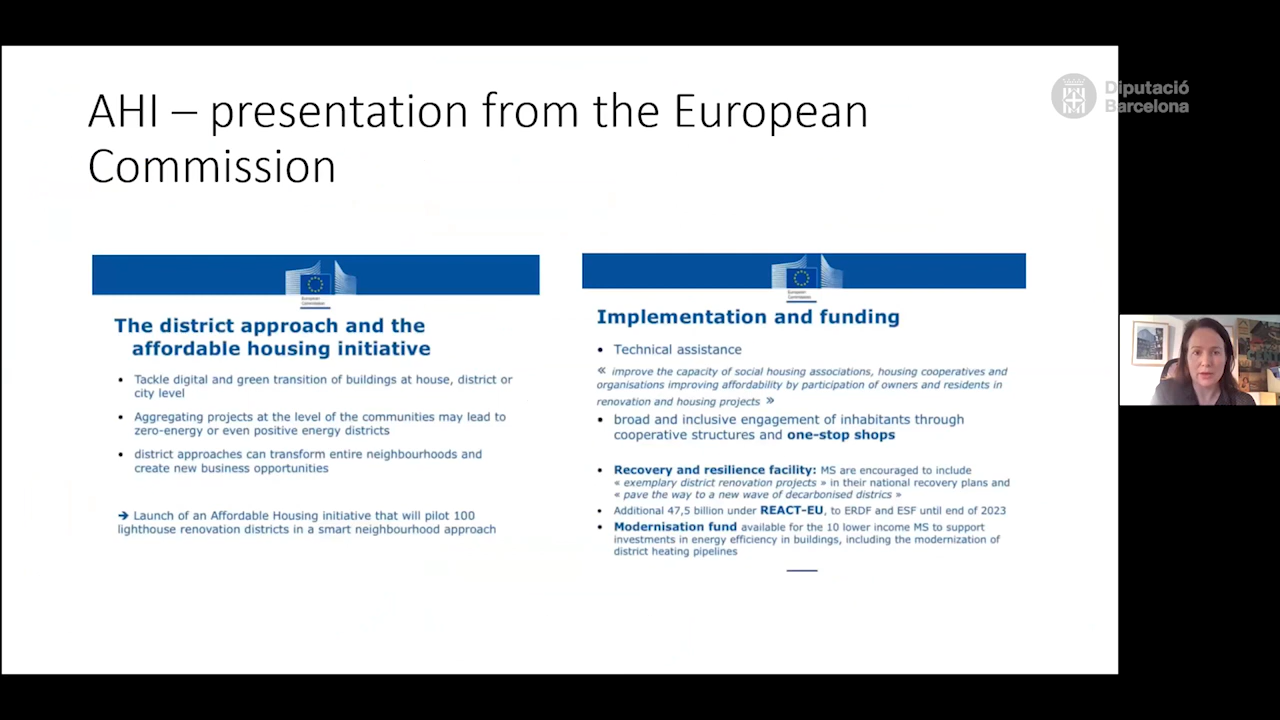 AHI – presentation from the European
Commission
Diputació
Barcelona
European
Commission
The district approach and the
affordable housing initiative
• Tackle digital and green transition of buildings at house, district or
city level
• Aggregating projects at the level of the communities may lead to
zero-energy or even positive energy districts
• district approaches can transform entire neighbourhoods and
create new business opportunities
➔ Launch of an Affordable Housing initiative that will pilot 100
lighthouse renovation districts in a smart neighbourhood approach
European
Commission
Implementation and funding
• Technical assistance
« improve the capacity of social housing associations, housing cooperatives and
organisations improving affordability by participation of owners and residents in
renovation and housing projects »
• broad and inclusive engagement of inhabitants through
cooperative structures and one-stop shops
• Recovery and resilience facility: MS are encouraged to include
« exemplary district renovation projects » in their national recovery plans and
« pave the way to a new wave of decarbonised districs »
• Additional 47,5 billion under REACT-EU, to ERDF and ESF until end of 2023
• Modernisation fund available for the 10 lower income MS to support
investments in energy efficiency in buildings, including the modernization of
district heating pipelines